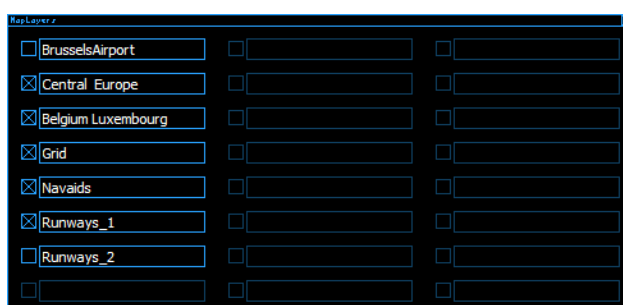 MapLayers
BrusselsAirport
Central Europe
Belgium Luxembourg
Grid
Navaids
Runways_1
Runways_2